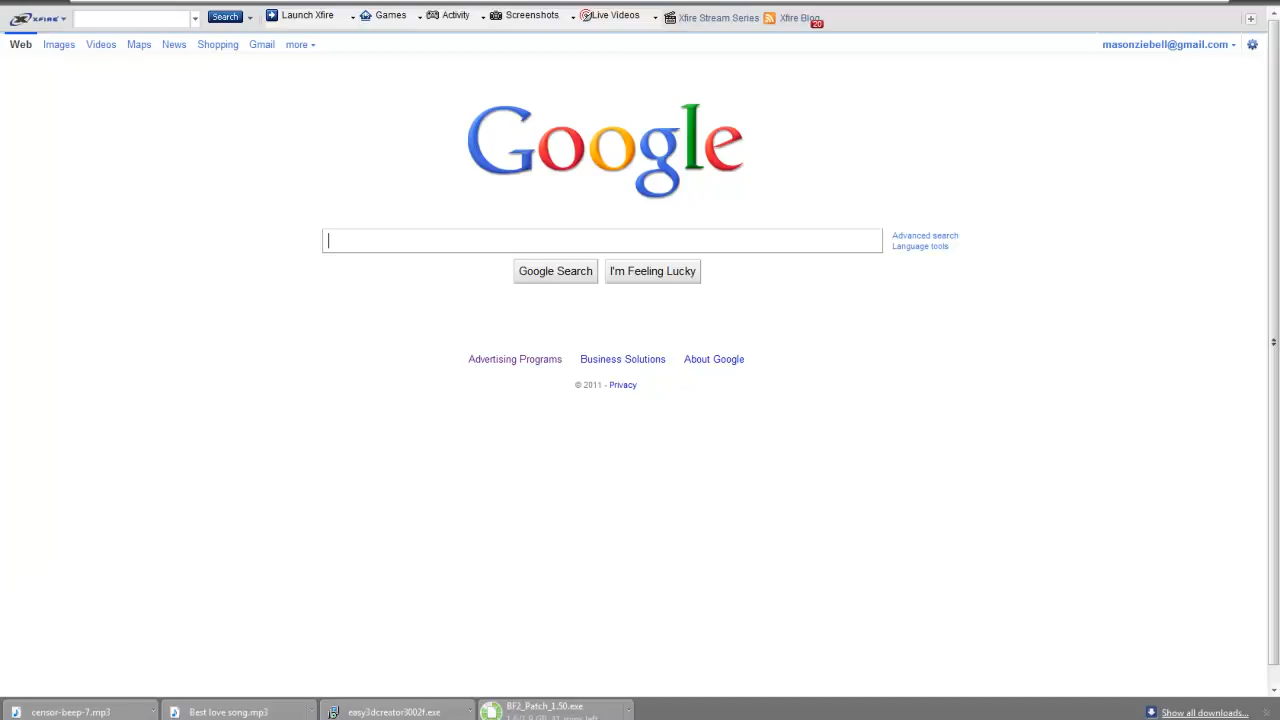 XFIRE Search Launch Xfire Games Activity Screenshots Live Videos Xfire Stream Series Xfire Blog 20
Web Images Videos Maps News Shopping Gmail more masonziebell@gmail.com
Google
Advanced search
Language tools
Google Search I'm Feeling Lucky
Advertising Programs Business Solutions About Google
© 2011 - Privacy
censor-beep-7.mp3 Best love song.mp3 easy3dcreator3002f.exe BF2_Patch_1.50.exe Show all downloads...